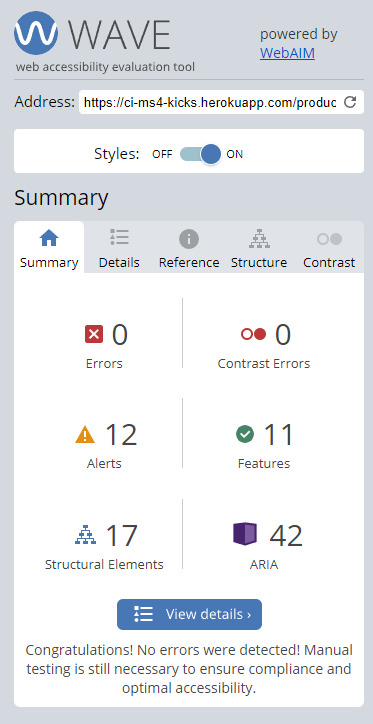 WAVE
web accessibility evaluation tool
powered by
WebAIM
Address: https://ci-ms4-kicks.herokuapp.com/produc
Styles: OFF ON
Summary
Summary Details Reference Structure Contrast
0 0
Errors Contrast Errors
12 11
Alerts Features
17 42
Structural Elements ARIA
View details ›
Congratulations! No errors were detected! Manual
testing is still necessary to ensure compliance and
optimal accessibility.